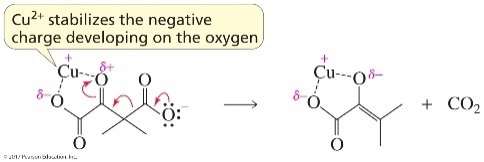 Cu²⁺ stabilizes the negative
charge developing on the oxygen
+
Cu
δ+
δ−
O
O
O
O
:O:−
O
+
Cu
δ−
O
δ−
O
O
+ CO₂
© 2017 Pearson Education, Inc.